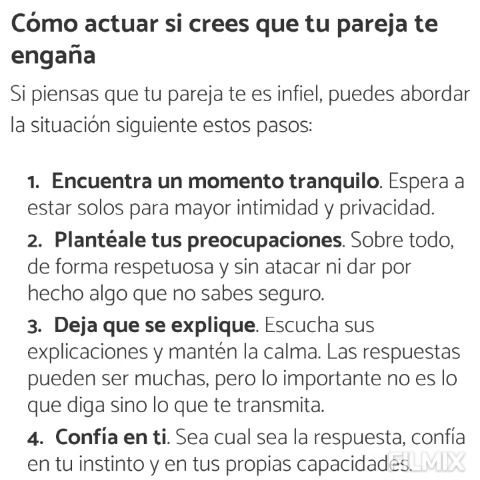 Cómo actuar si crees que tu pareja te
engaña
Si piensas que tu pareja te es infiel, puedes abordar
la situación siguiente estos pasos:
1. Encuentra un momento tranquilo. Espera a
estar solos para mayor intimidad y privacidad.
2. Plantéale tus preocupaciones. Sobre todo,
de forma respetuosa y sin atacar ni dar por
hecho algo que no sabes seguro.
3. Deja que se explique. Escucha sus
explicaciones y mantén la calma. Las respuestas
pueden ser muchas, pero lo importante no es lo
que diga sino lo que te transmita.
4. Confía en ti. Sea cual sea la respuesta, confía
en tu instinto y en tus propias capacidades.
FILMIX